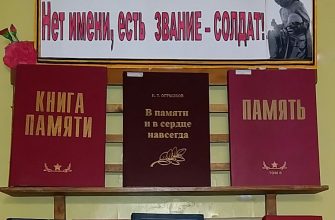 Нет имени, есть звание – солдат!
КНИГА
ПАМЯТИ
В памяти
и в сердце
навсегда
ПАМЯТЬ